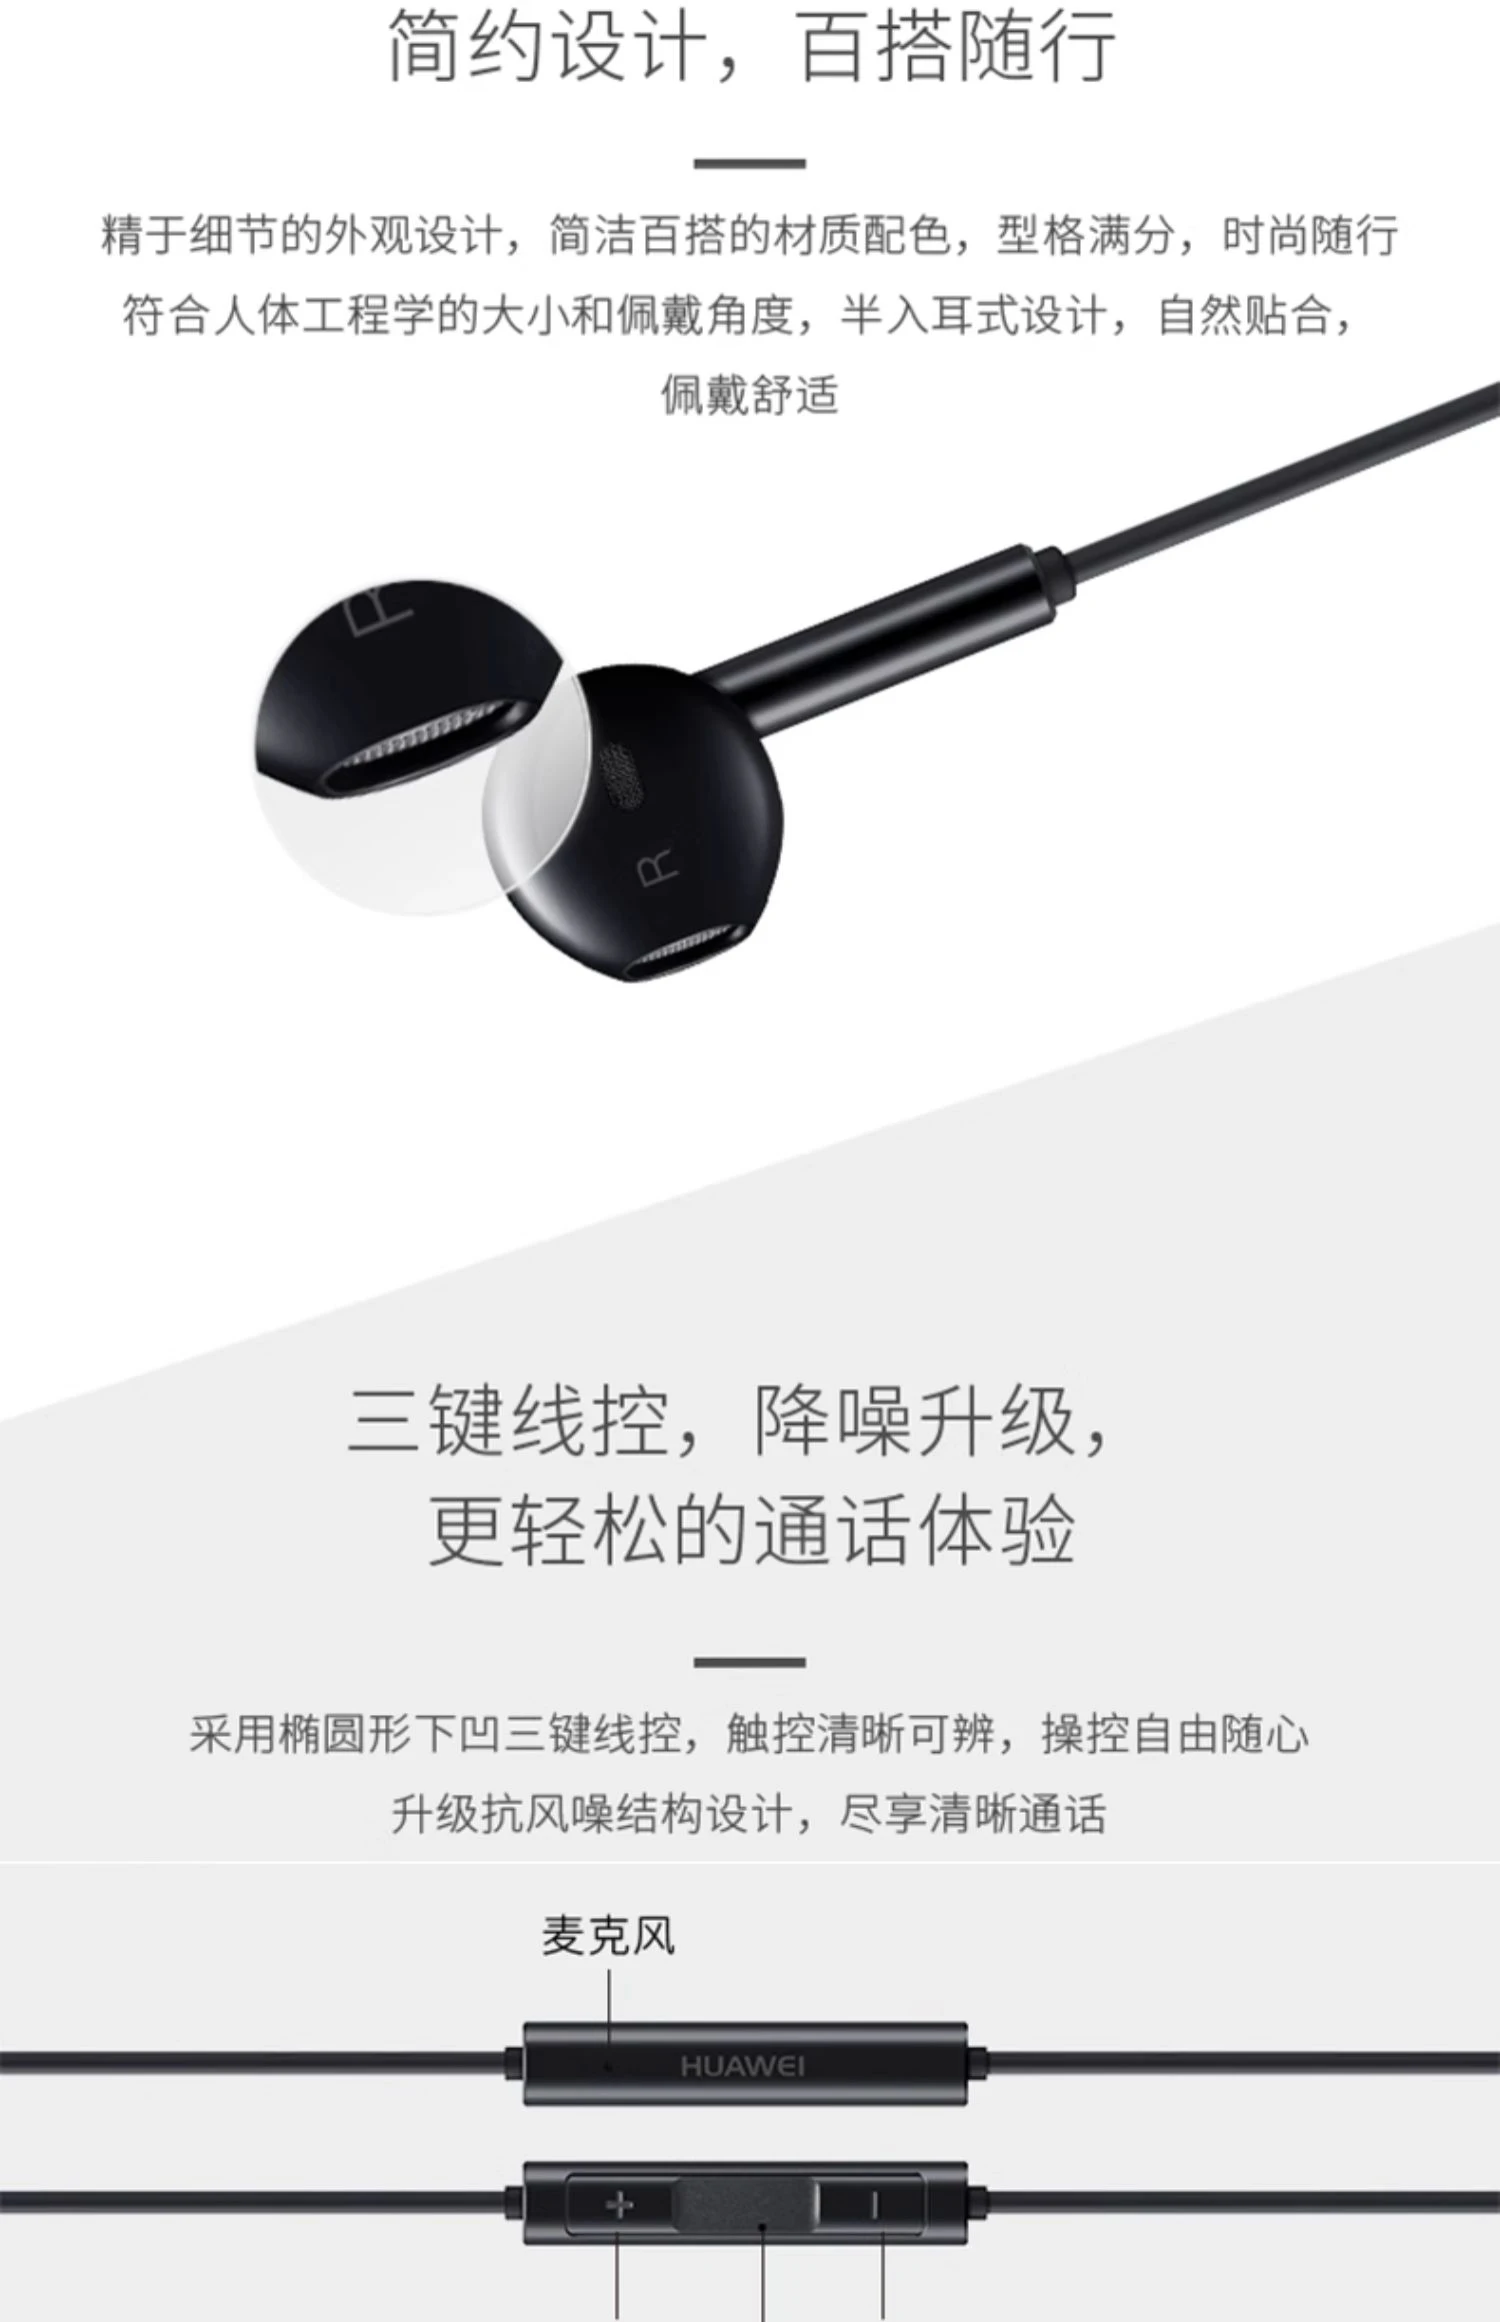 简约设计，百搭随行
精于细节的外观设计，简洁百搭的材质配色，型格满分，时尚随行
符合人体工程学的大小和佩戴角度，半入耳式设计，自然贴合，
佩戴舒适
R
R
三键线控，降噪升级，
更轻松的通话体验
采用椭圆形下凹三键线控，触控清晰可辨，操控自由随心
升级抗风噪结构设计，尽享清晰通话
麦克风
HUAWEI
+ −